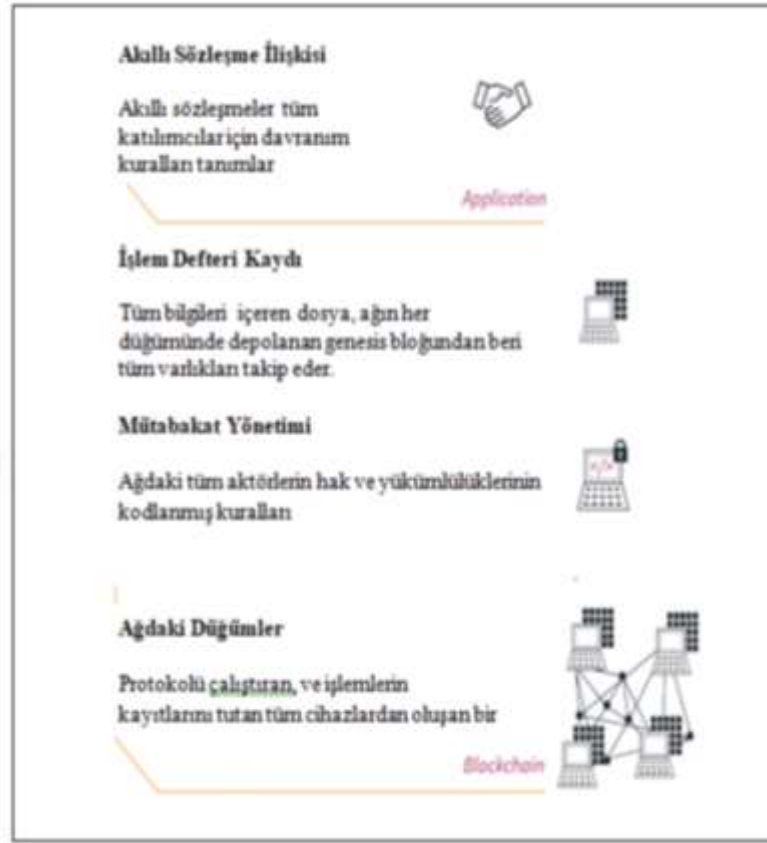 Akıllı Sözleşme İlişkisi
Akıllı sözleşmeler tüm
katılımcılar için davranım
kuralları tanımlar
Application
İşlem Defteri Kaydı
Tüm bilgileri içeren dosya, ağın her
düğümünde depolanan genesis bloğundan beri
tüm varlıkları takip eder.
Mütabakat Yönetimi
Ağdaki tüm aktörlerin hak ve yükümlülüklerinin
kodlanmış kuralları
Ağdaki Düğümler
Protokolü çalıştıran, ve işlemlerin
kayıtlarını tutan tüm cihazlardan oluşan bir
Blockchain